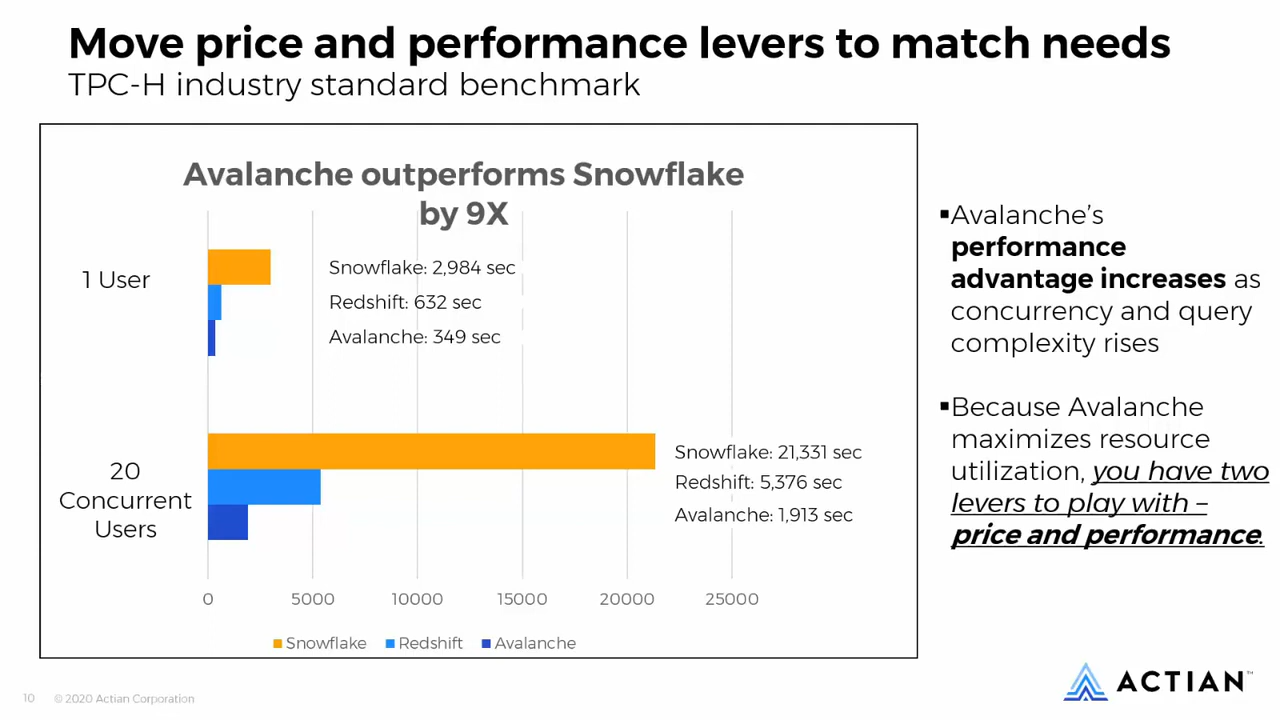 Move price and performance levers to match needs
TPC-H industry standard benchmark
Avalanche outperforms Snowflake
by 9X
1 User
Snowflake: 2,984 sec
Redshift: 632 sec
Avalanche: 349 sec
20
Concurrent
Users
Snowflake: 21,331 sec
Redshift: 5,376 sec
Avalanche: 1,913 sec
0 5000 10000 15000 20000 25000
Snowflake Redshift Avalanche
▪Avalanche’s
performance
advantage increases as
concurrency and query
complexity rises
▪Because Avalanche
maximizes resource
utilization, you have two
levers to play with –
price and performance.
10 © 2020 Actian Corporation
ACTIAN™